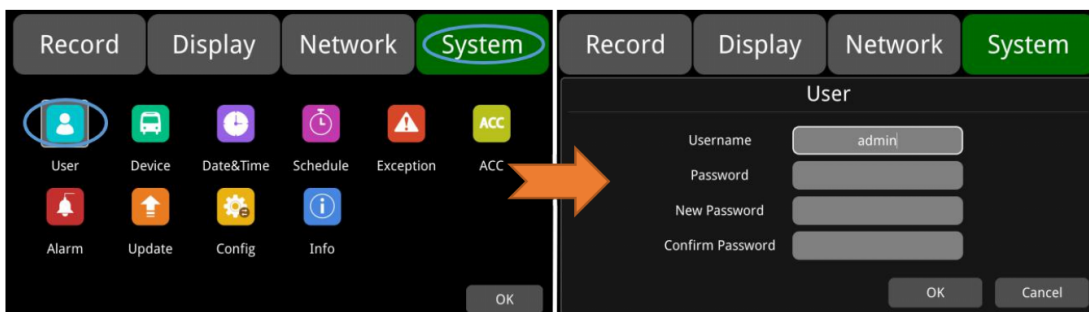 Record Display Network System
ACC
User Device Date&Time Schedule Exception ACC
Alarm Update Config Info
OK
Record Display Network System
User
Username admin
Password
New Password
Confirm Password
OK Cancel